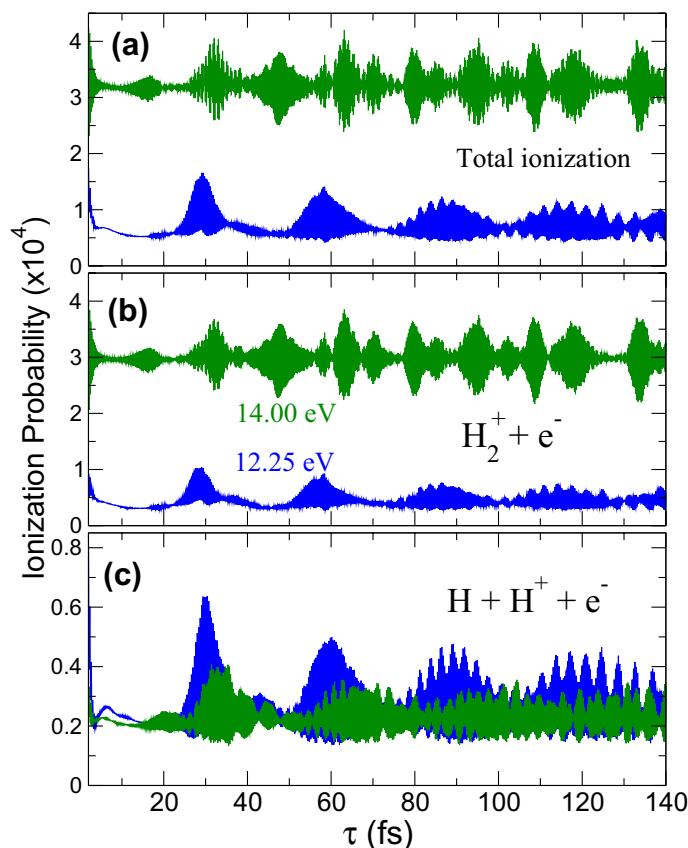 (a)
4
3
2
1
0
Total ionization
(b)
4
3
2
1
0
14.00 eV
12.25 eV
H₂⁺ + e⁻
(c)
0.8
0.6
0.4
0.2
0
H + H⁺ + e⁻
20 40 60 80 100 120 140
τ (fs)
Ionization Probability (x10⁴)